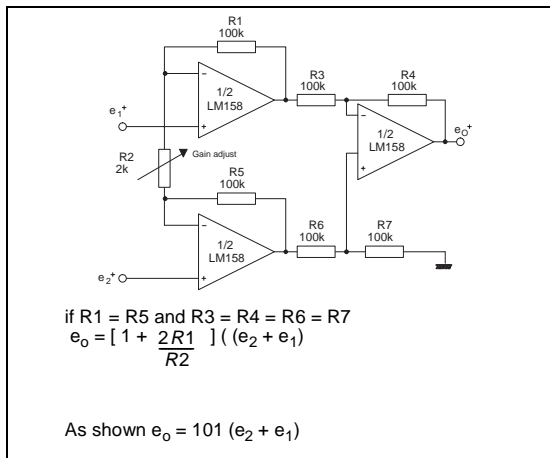 R1
100k
R3
100k
R4
100k
1/2
LM158
e1+
1/2
LM158
eO+
R2
2k
Gain adjust
R5
100k
R6
100k
R7
100k
1/2
LM158
e2+
if R1 = R5 and R3 = R4 = R6 = R7
eo = [ 1 + 2R1/R2 ] ( (e2 + e1)
As shown eo = 101 (e2 + e1)